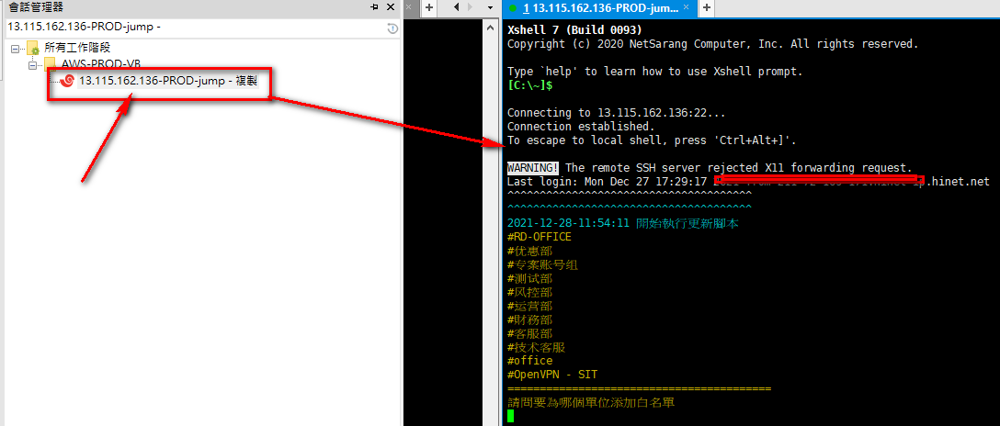 會話管理器
13.115.162.136-PROD-jump -
所有工作階段
AWS-PROD-VB
13.115.162.136-PROD-jump - 複製
1 13.115.162.136-PROD-jum...
Xshell 7 (Build 0093)
Copyright (c) 2020 NetSarang Computer, Inc. All rights reserved.
Type `help' to learn how to use Xshell prompt.
[C:\~]$
Connecting to 13.115.162.136:22...
Connection established.
To escape to local shell, press 'Ctrl+Alt+]'.
WARNING! The remote SSH server rejected X11 forwarding request.
Last login: Mon Dec 27 17:29:17 .hinet.net
^^^^^^^^^^^^^^^^^^^^^^^^^^^^^^^^^^^^^^
^^^^^^^^^^^^^^^^^^^^^^^^^^^^^^^^^^^^^^
2021-12-28-11:54:11 開始執行更新腳本
#RD-OFFICE
#优惠部
#专案账号组
#测试部
#风控部
#运营部
#財務部
#客服部
#技术客服
#office
#OpenVPN - SIT
=========================================
請問要為哪個單位添加白名單